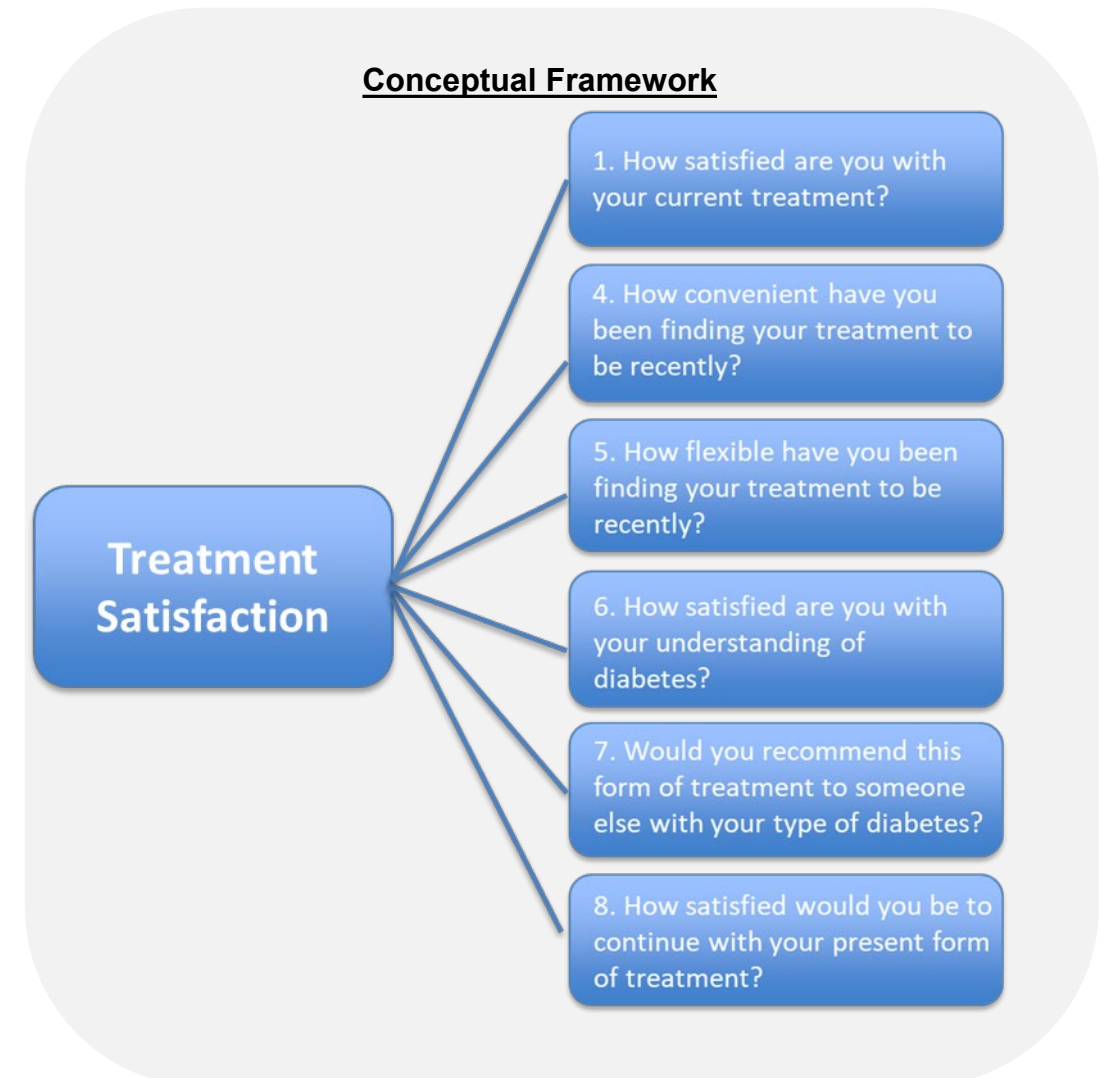 Conceptual Framework
1. How satisfied are you with
your current treatment?
4. How convenient have you
been finding your treatment to
be recently?
5. How flexible have you been
finding your treatment to be
recently?
Treatment
Satisfaction
6. How satisfied are you with
your understanding of
diabetes?
7. Would you recommend this
form of treatment to someone
else with your type of diabetes?
8. How satisfied would you be to
continue with your present form
of treatment?